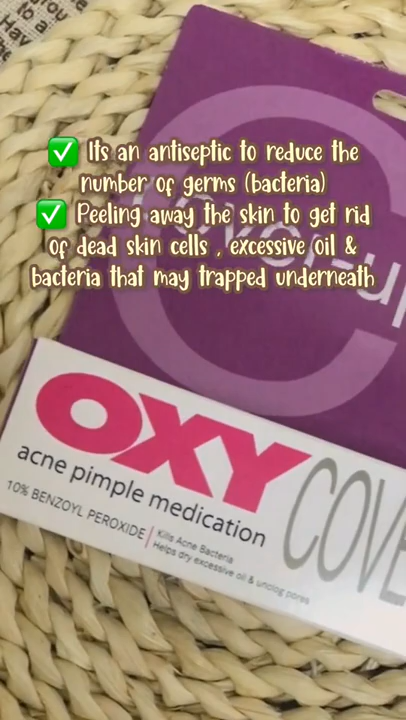 ✅ Its an antiseptic to reduce the
number of germs (bacteria)
✅ Peeling away the skin to get rid
of dead skin cells , excessive oil &
bacteria that may trapped underneath
OXY
acne pimple medication
10% BENZOYL PEROXIDE
Kills Acne Bacteria
Helps dry excessive oil & unclog pores